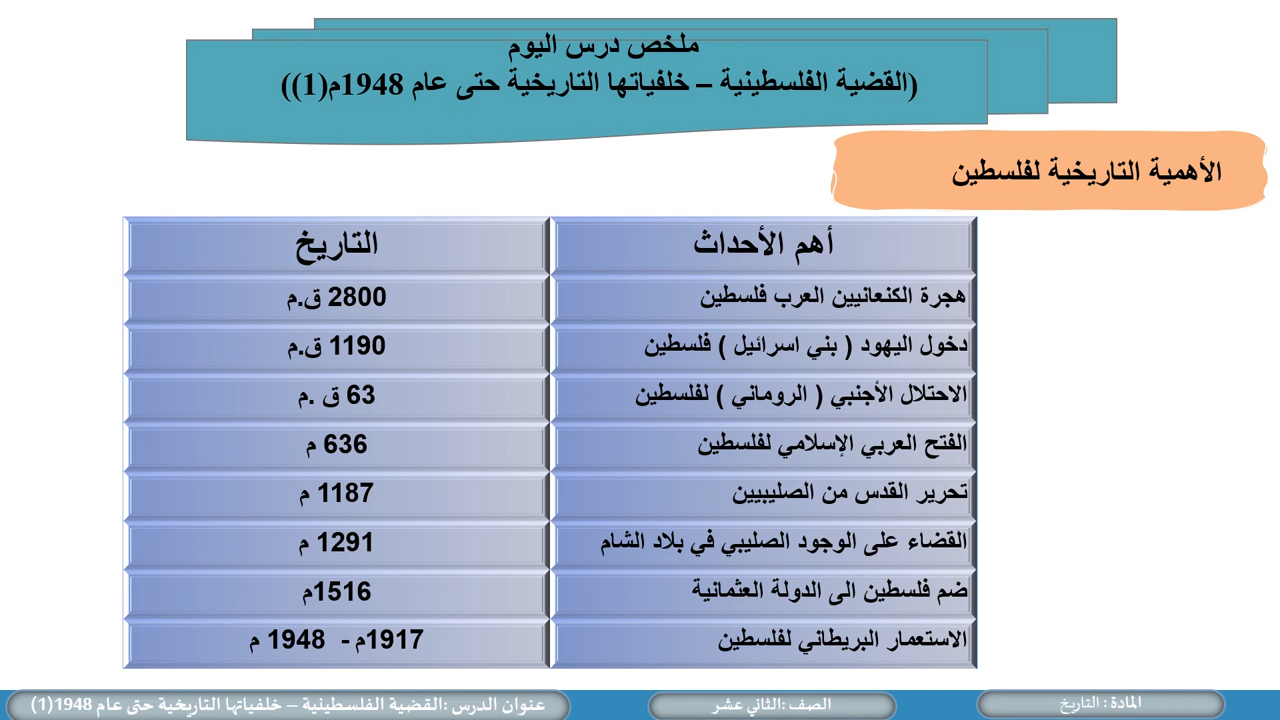 ملخص درس اليوم
(القضية الفلسطينية – خلفياتها التاريخية حتى عام 1948م(1))
الأهمية التاريخية لفلسطين
أهم الأحداث التاريخ
هجرة الكنعانيين العرب فلسطين 2800 ق.م
دخول اليهود ( بني اسرائيل ) فلسطين 1190 ق.م
الاحتلال الأجنبي ( الروماني ) لفلسطين 63 ق .م
الفتح العربي الإسلامي لفلسطين 636 م
تحرير القدس من الصليبيين 1187 م
القضاء على الوجود الصليبي في بلاد الشام 1291 م
ضم فلسطين الى الدولة العثمانية 1516م
الاستعمار البريطاني لفلسطين 1917م - 1948 م
المادة : التاريخ
الصف :الثاني عشر
عنوان الدرس :القضية الفلسطينية – خلفياتها التاريخية حتى عام 1948(1)